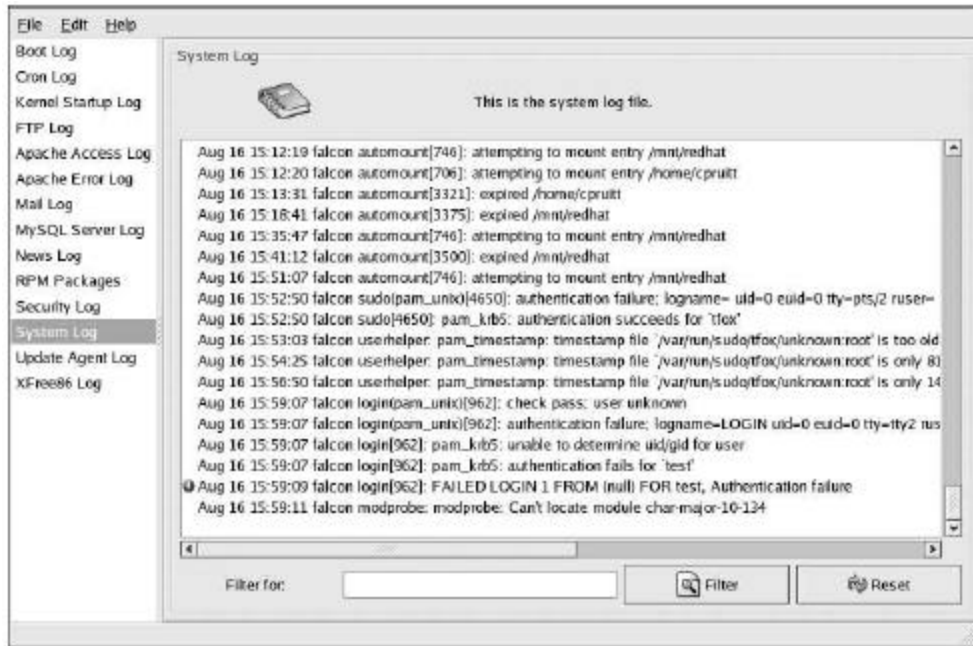 File Edit Help
Boot Log
Cron Log
Kernel Startup Log
FTP Log
Apache Access Log
Apache Error Log
Mail Log
MySQL Server Log
News Log
RPM Packages
Security Log
System Log
Update Agent Log
XFree86 Log
System Log
This is the system log file.
Aug 16 15:12:19 falcon automount[746]: attempting to mount entry /mnt/redhat
Aug 16 15:12:20 falcon automount[706]: attempting to mount entry /home/cpruitt
Aug 16 15:13:31 falcon automount[3321]: expired /home/cpruitt
Aug 16 15:18:41 falcon automount[3375]: expired /mnt/redhat
Aug 16 15:35:47 falcon automount[746]: attempting to mount entry /mnt/redhat
Aug 16 15:41:12 falcon automount[3500]: expired /mnt/redhat
Aug 16 15:51:07 falcon automount[746]: attempting to mount entry /mnt/redhat
Aug 16 15:52:50 falcon sudo(pam_unix)[4650]: authentication failure; logname= uid=0 euid=0 tty=pts/2 ruser=
Aug 16 15:52:50 falcon sudo[4650]: pam_krb5: authentication succeeds for `tfox'
Aug 16 15:53:03 falcon userhelper: pam_timestamp: timestamp file `/var/run/sudo/tfox/unknown:root' is too old
Aug 16 15:54:25 falcon userhelper: pam_timestamp: timestamp file `/var/run/sudo/tfox/unknown:root' is only 81
Aug 16 15:56:50 falcon userhelper: pam_timestamp: timestamp file `/var/run/sudo/tfox/unknown:root' is only 14
Aug 16 15:59:07 falcon login(pam_unix)[962]: check pass; user unknown
Aug 16 15:59:07 falcon login(pam_unix)[962]: authentication failure; logname=LOGIN uid=0 euid=0 tty=tty2 rus
Aug 16 15:59:07 falcon login[962]: pam_krb5: unable to determine uid/gid for user
Aug 16 15:59:07 falcon login[962]: pam_krb5: authentication fails for `test'
Aug 16 15:59:09 falcon login[962]: FAILED LOGIN 1 FROM (null) FOR test, Authentication failure
Aug 16 15:59:11 falcon modprobe: modprobe: Can't locate module char-major-10-134
Filter for:
Filter
Reset